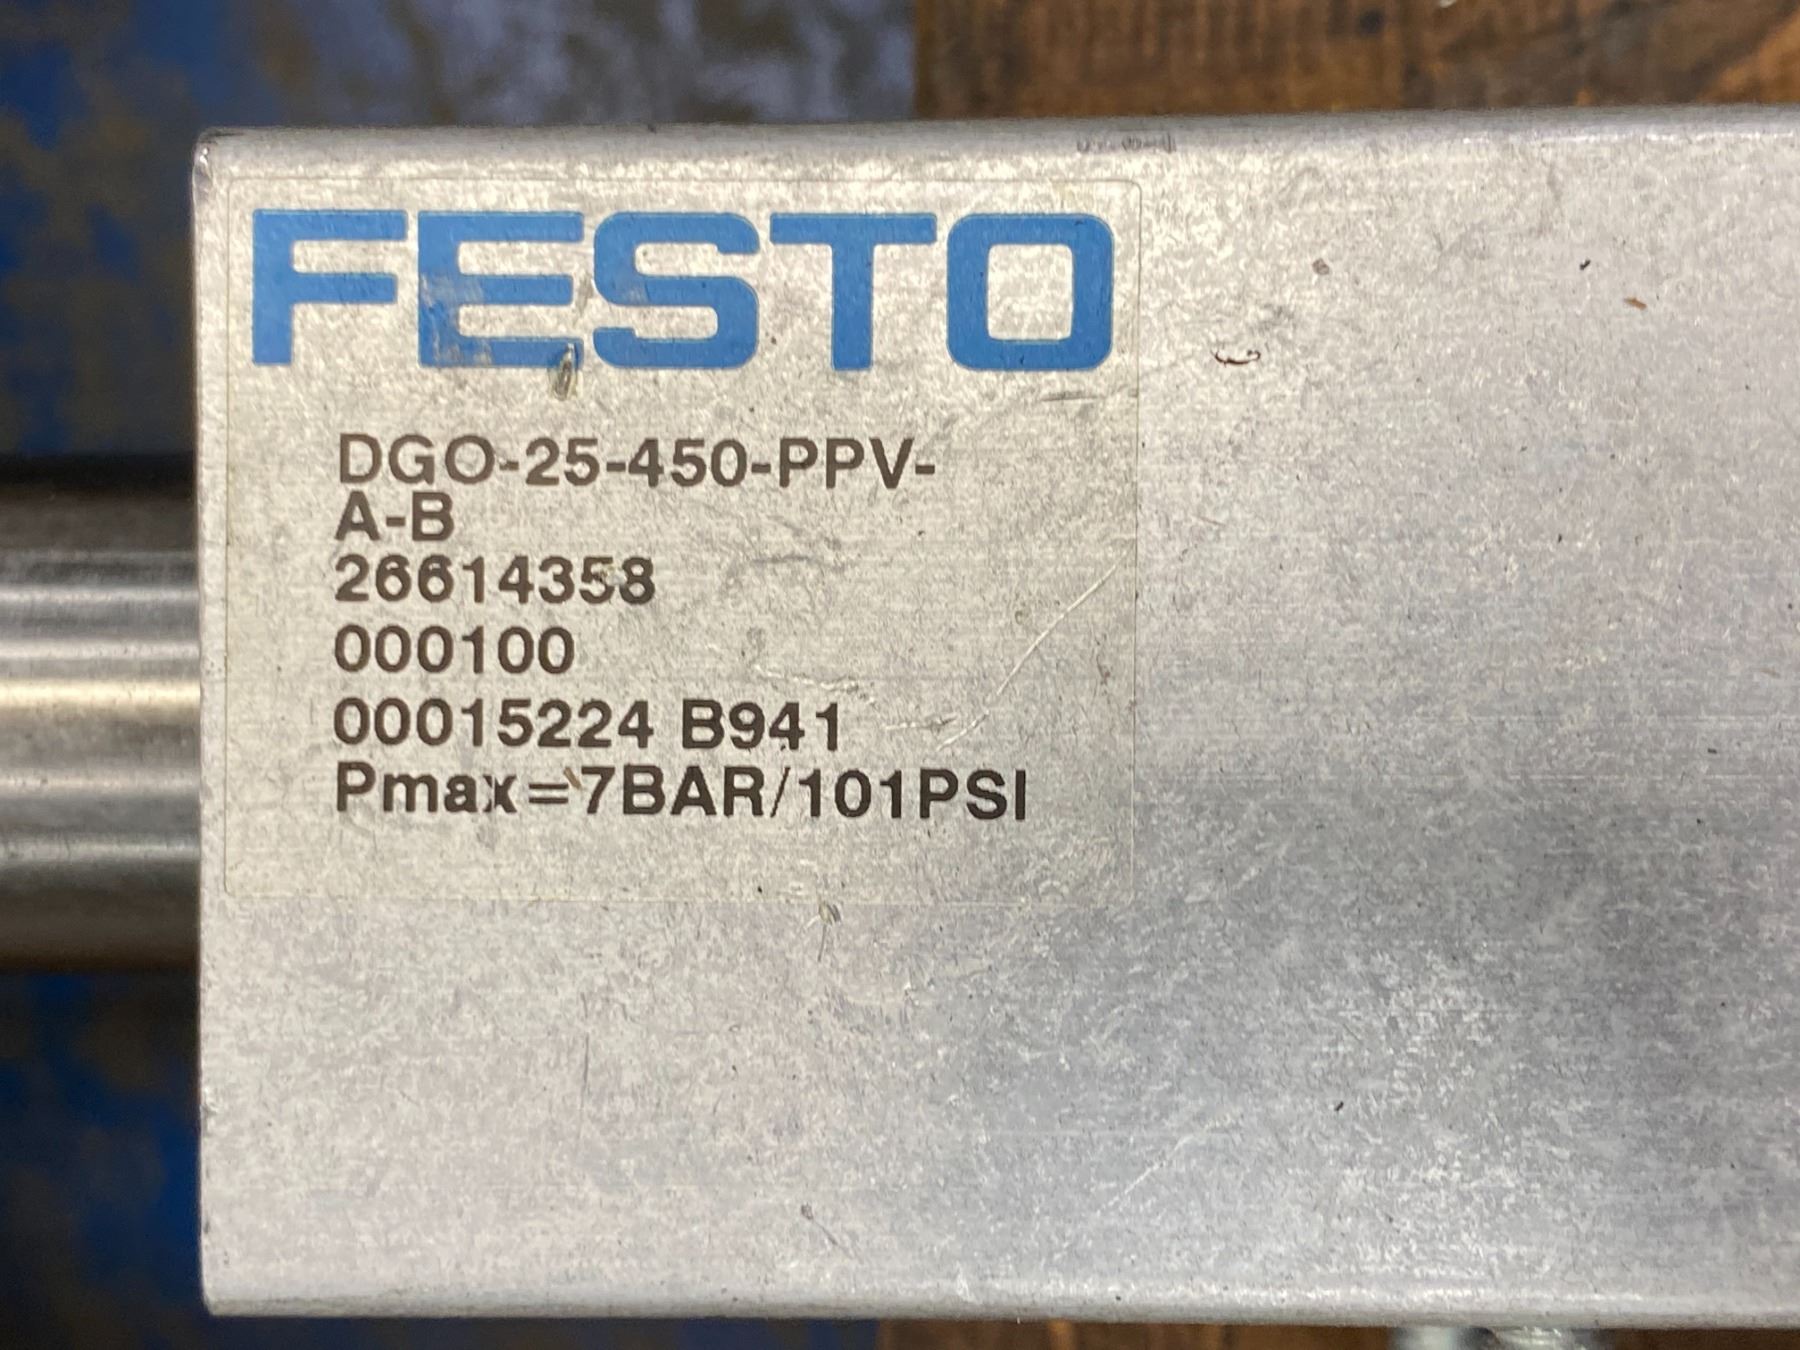 FESTO
DGO-25-450-PPV-
A-B
26614358
000100
00015224 B941
Pmax=7BAR/101PSI